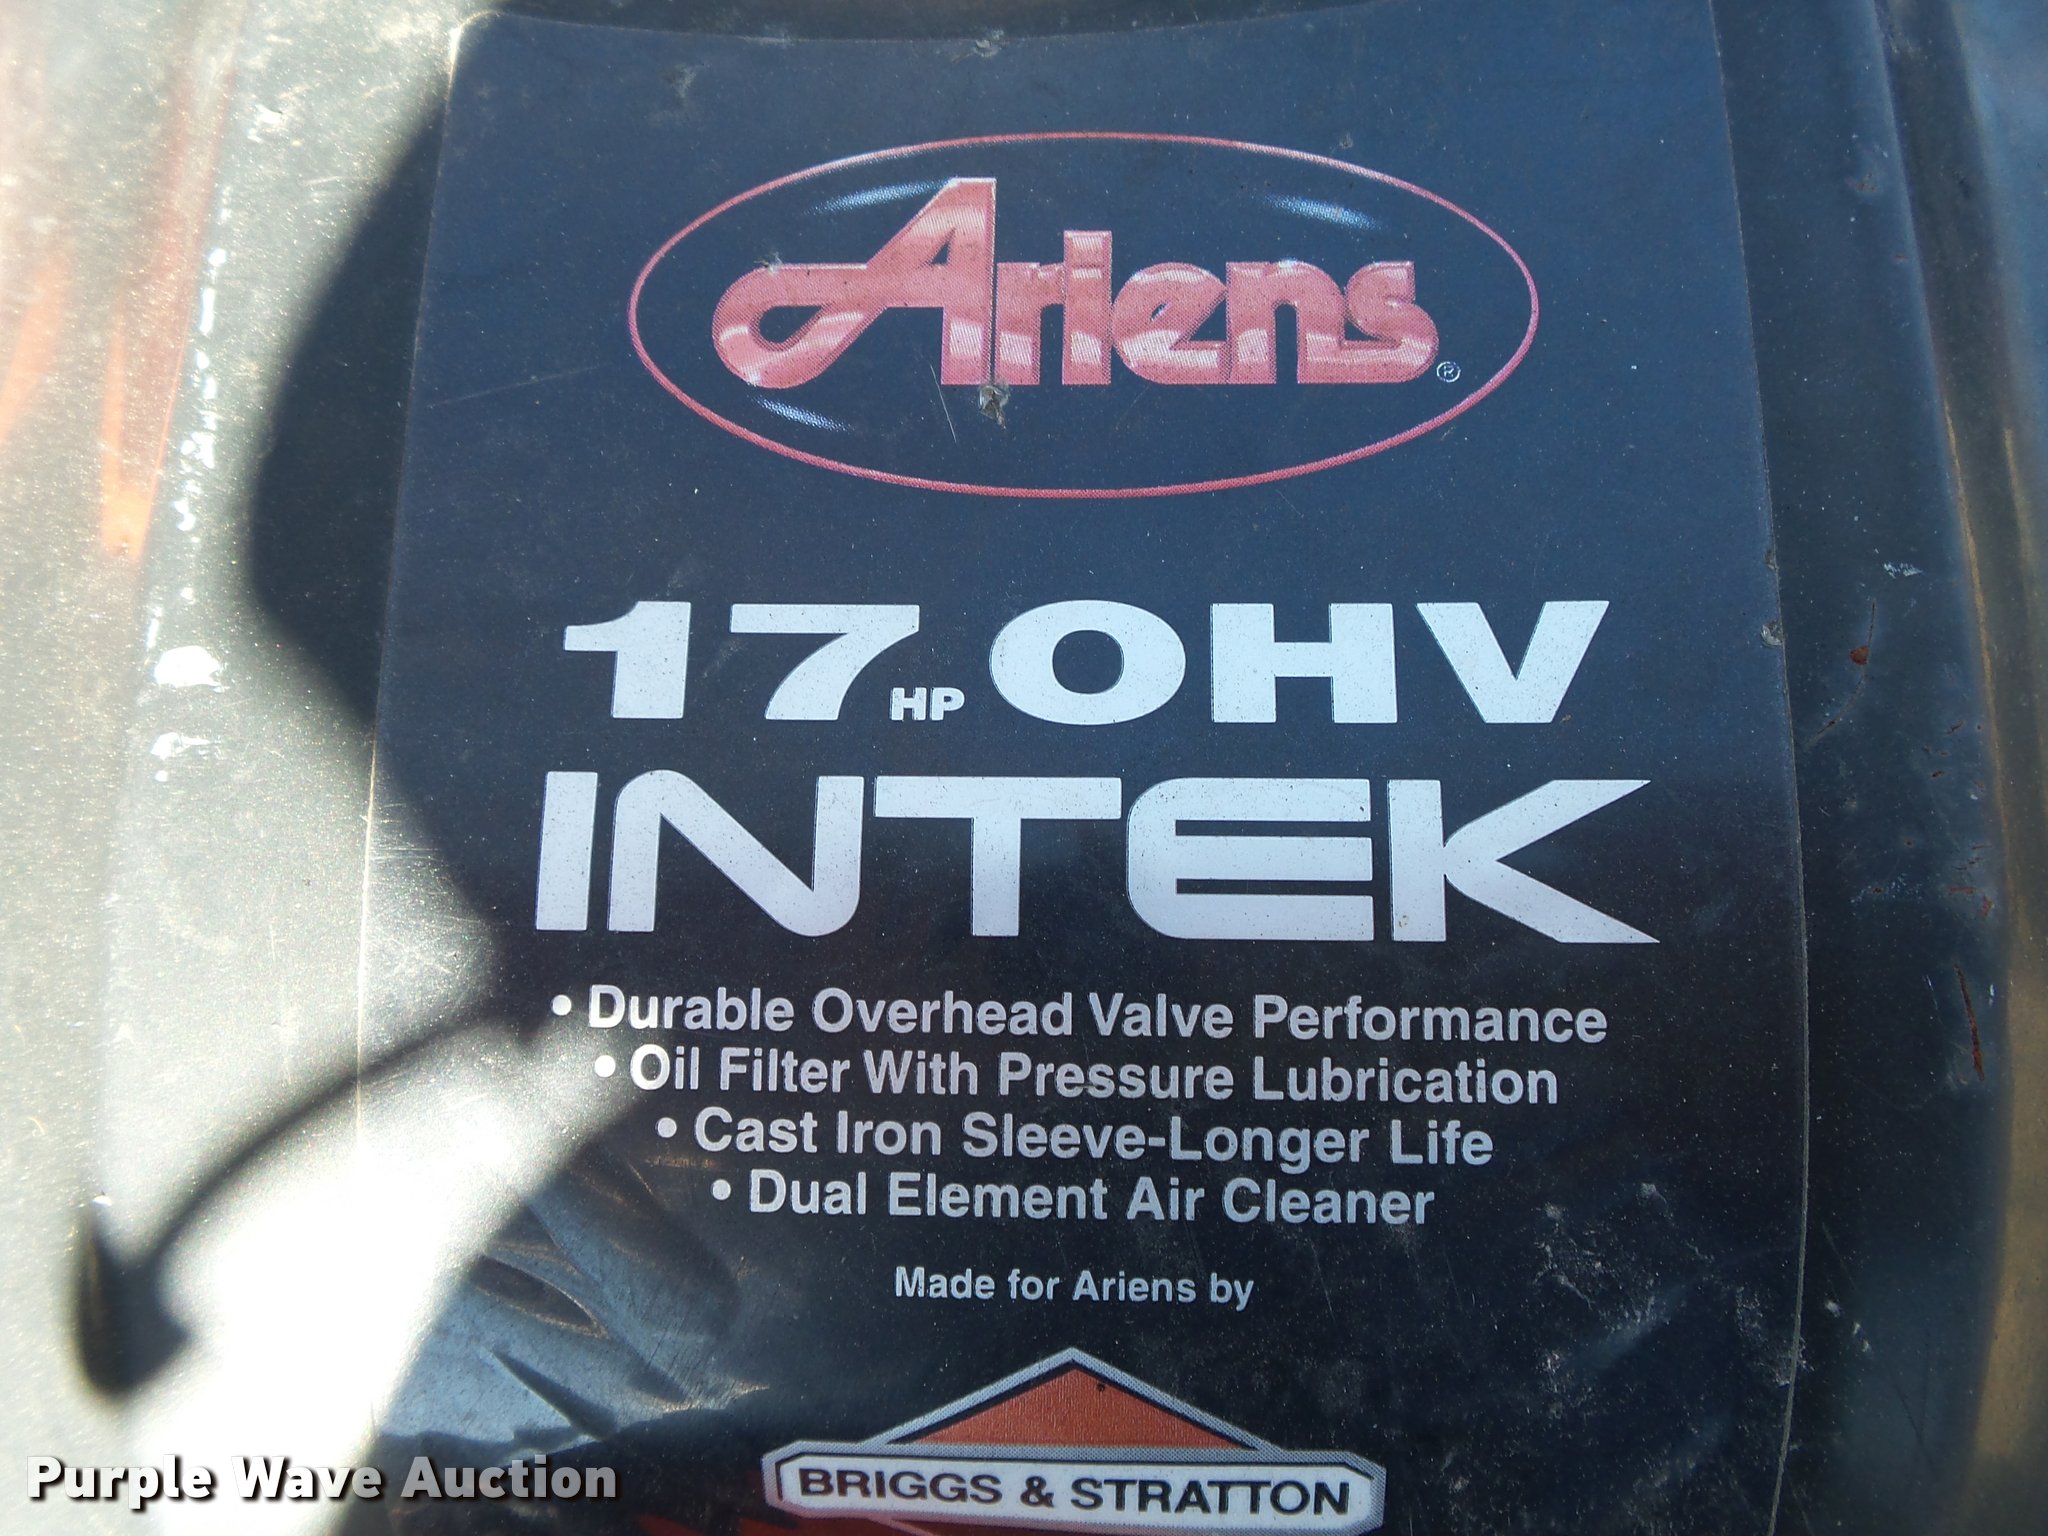 Ariens®
17 HP OHV
INTEK
• Durable Overhead Valve Performance
• Oil Filter With Pressure Lubrication
• Cast Iron Sleeve-Longer Life
• Dual Element Air Cleaner
Made for Ariens by
BRIGGS & STRATTON
Purple Wave Auction